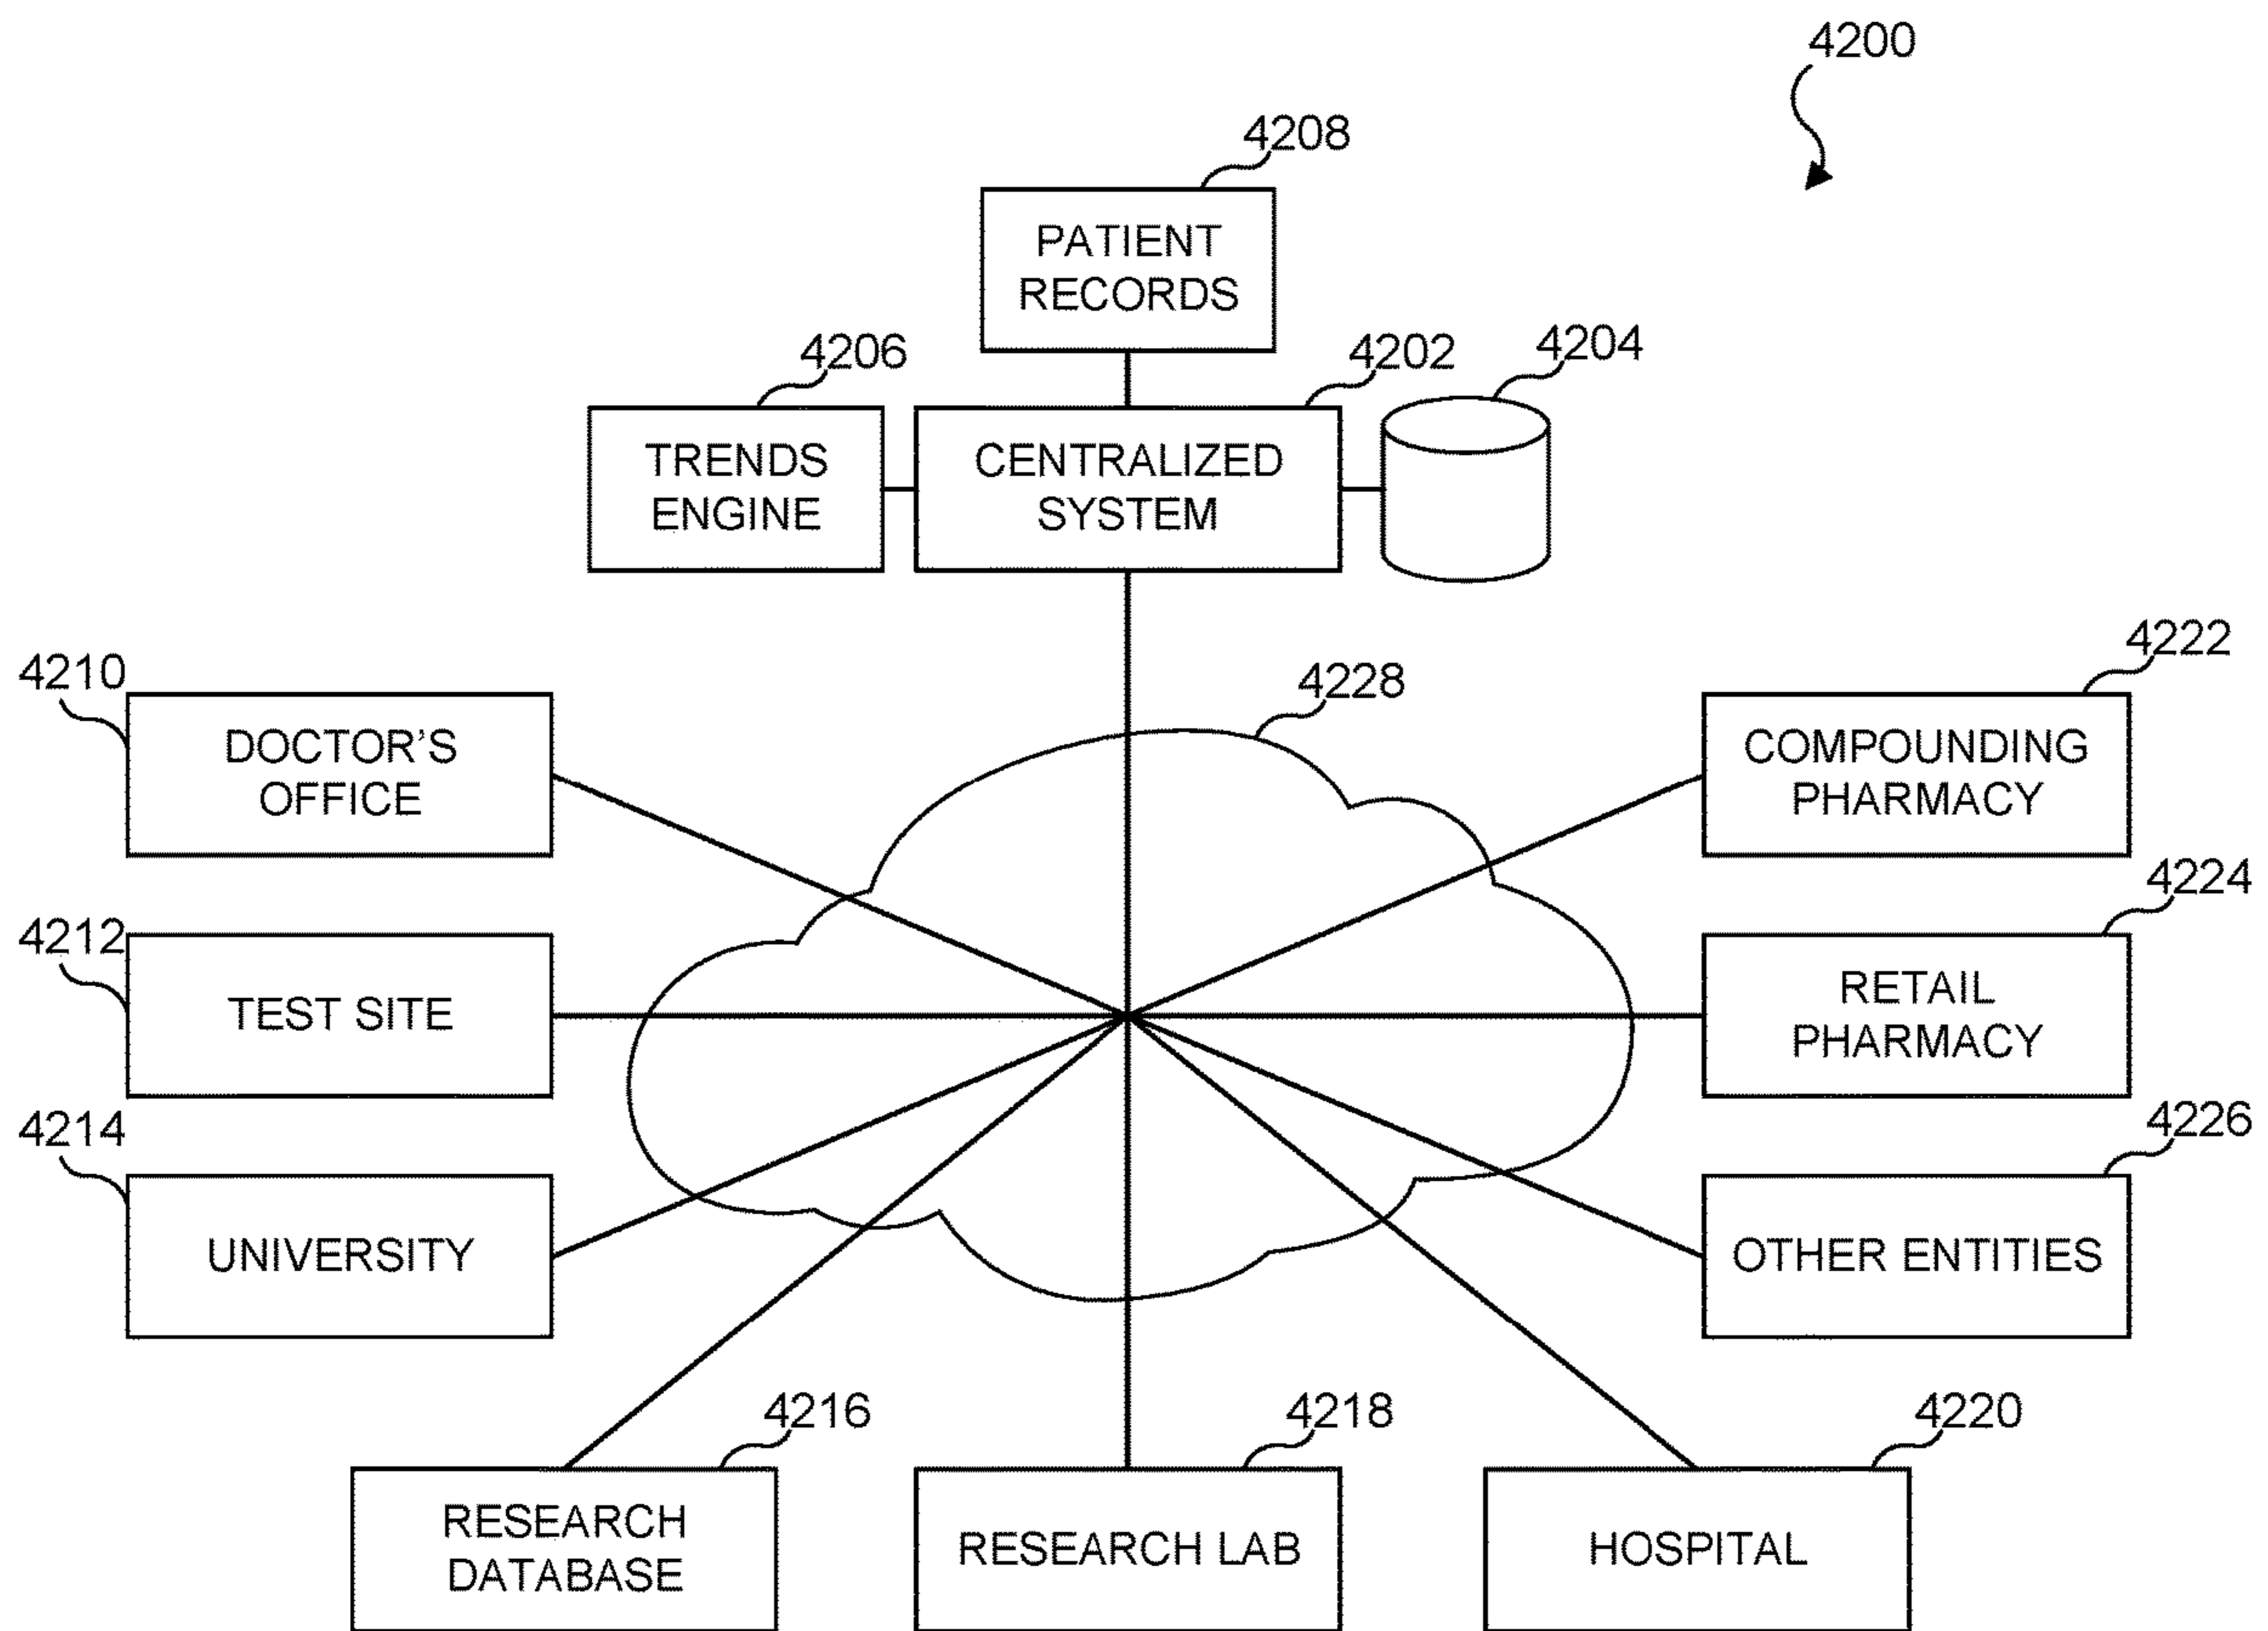 4200
4208
PATIENT
RECORDS
4206
4202
4204
TRENDS
ENGINE
CENTRALIZED
SYSTEM
4210
4228
4222
DOCTOR'S
OFFICE
COMPOUNDING
PHARMACY
4212
4224
TEST SITE
RETAIL
PHARMACY
4214
4226
UNIVERSITY
OTHER ENTITIES
4216
4218
4220
RESEARCH
DATABASE
RESEARCH LAB
HOSPITAL